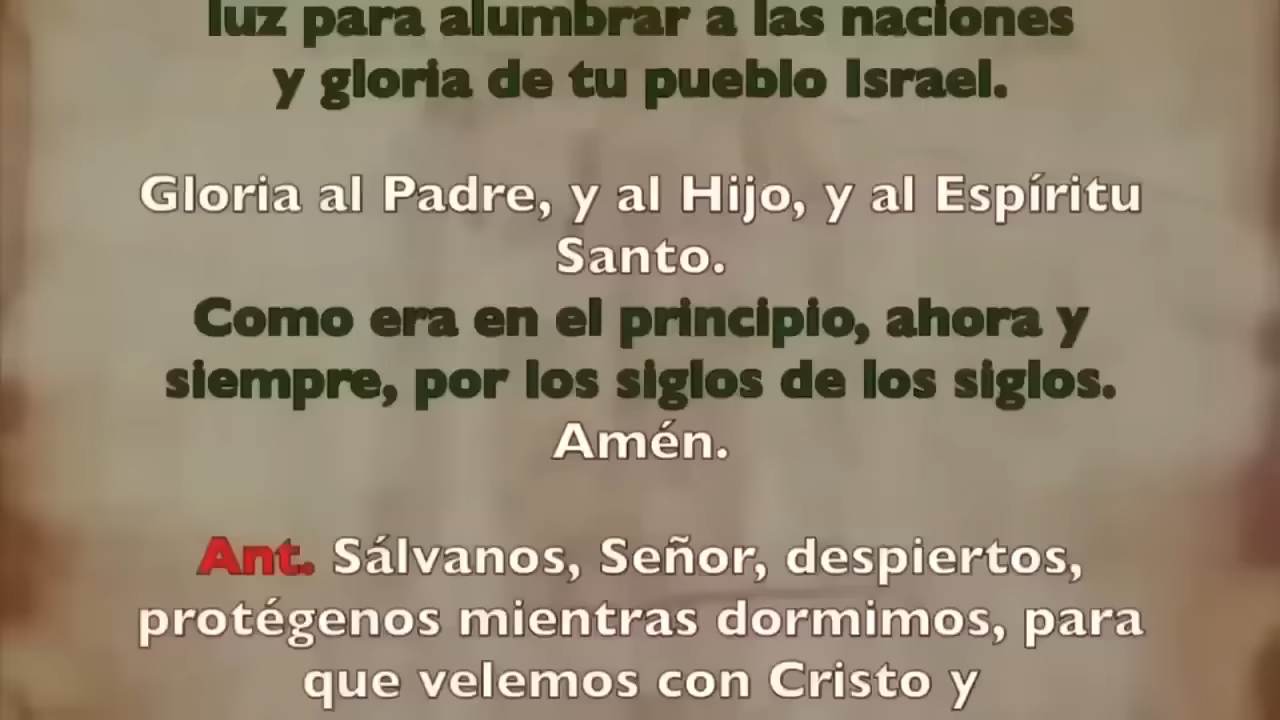 luz para alumbrar a las naciones
y gloria de tu pueblo Israel.
Gloria al Padre, y al Hijo, y al Espíritu
Santo.
Como era en el principio, ahora y
siempre, por los siglos de los siglos.
Amén.
Ant. Sálvanos, Señor, despiertos,
protégenos mientras dormimos, para
que velemos con Cristo y